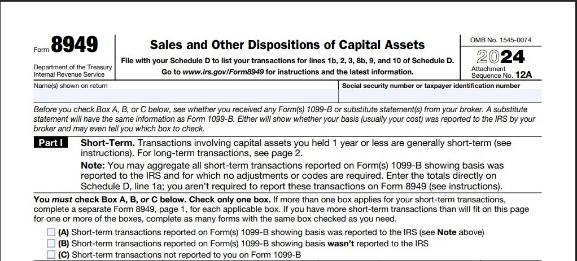 Form 8949
Department of the Treasury
Internal Revenue Service
Sales and Other Dispositions of Capital Assets
File with your Schedule D to list your transactions for lines 1b, 2, 3, 8b, 9, and 10 of Schedule D.
Go to www.irs.gov/Form8949 for instructions and the latest information.
OMB No. 1545-0074
2024
Attachment
Sequence No. 12A
Name(s) shown on return
Social security number or taxpayer identification number
Before you check Box A, B, or C below, see whether you received any Form(s) 1099-B or substitute statement(s) from your broker. A substitute
statement will have the same information as Form 1099-B. Either will show whether your basis (usually your cost) was reported to the IRS by your
broker and may even tell you which box to check.
Part I Short-Term. Transactions involving capital assets you held 1 year or less are generally short-term (see
instructions). For long-term transactions, see page 2.
Note: You may aggregate all short-term transactions reported on Form(s) 1099-B showing basis was
reported to the IRS and for which no adjustments or codes are required. Enter the totals directly on
Schedule D, line 1a; you aren't required to report these transactions on Form 8949 (see instructions).
You must check Box A, B, or C below. Check only one box. If more than one box applies for your short-term transactions,
complete a separate Form 8949, page 1, for each applicable box. If you have more short-term transactions than will fit on this page
for one or more of the boxes, complete as many forms with the same box checked as you need.
(A) Short-term transactions reported on Form(s) 1099-B showing basis was reported to the IRS (see Note above)
(B) Short-term transactions reported on Form(s) 1099-B showing basis wasn't reported to the IRS
(C) Short-term transactions not reported to you on Form 1099-B